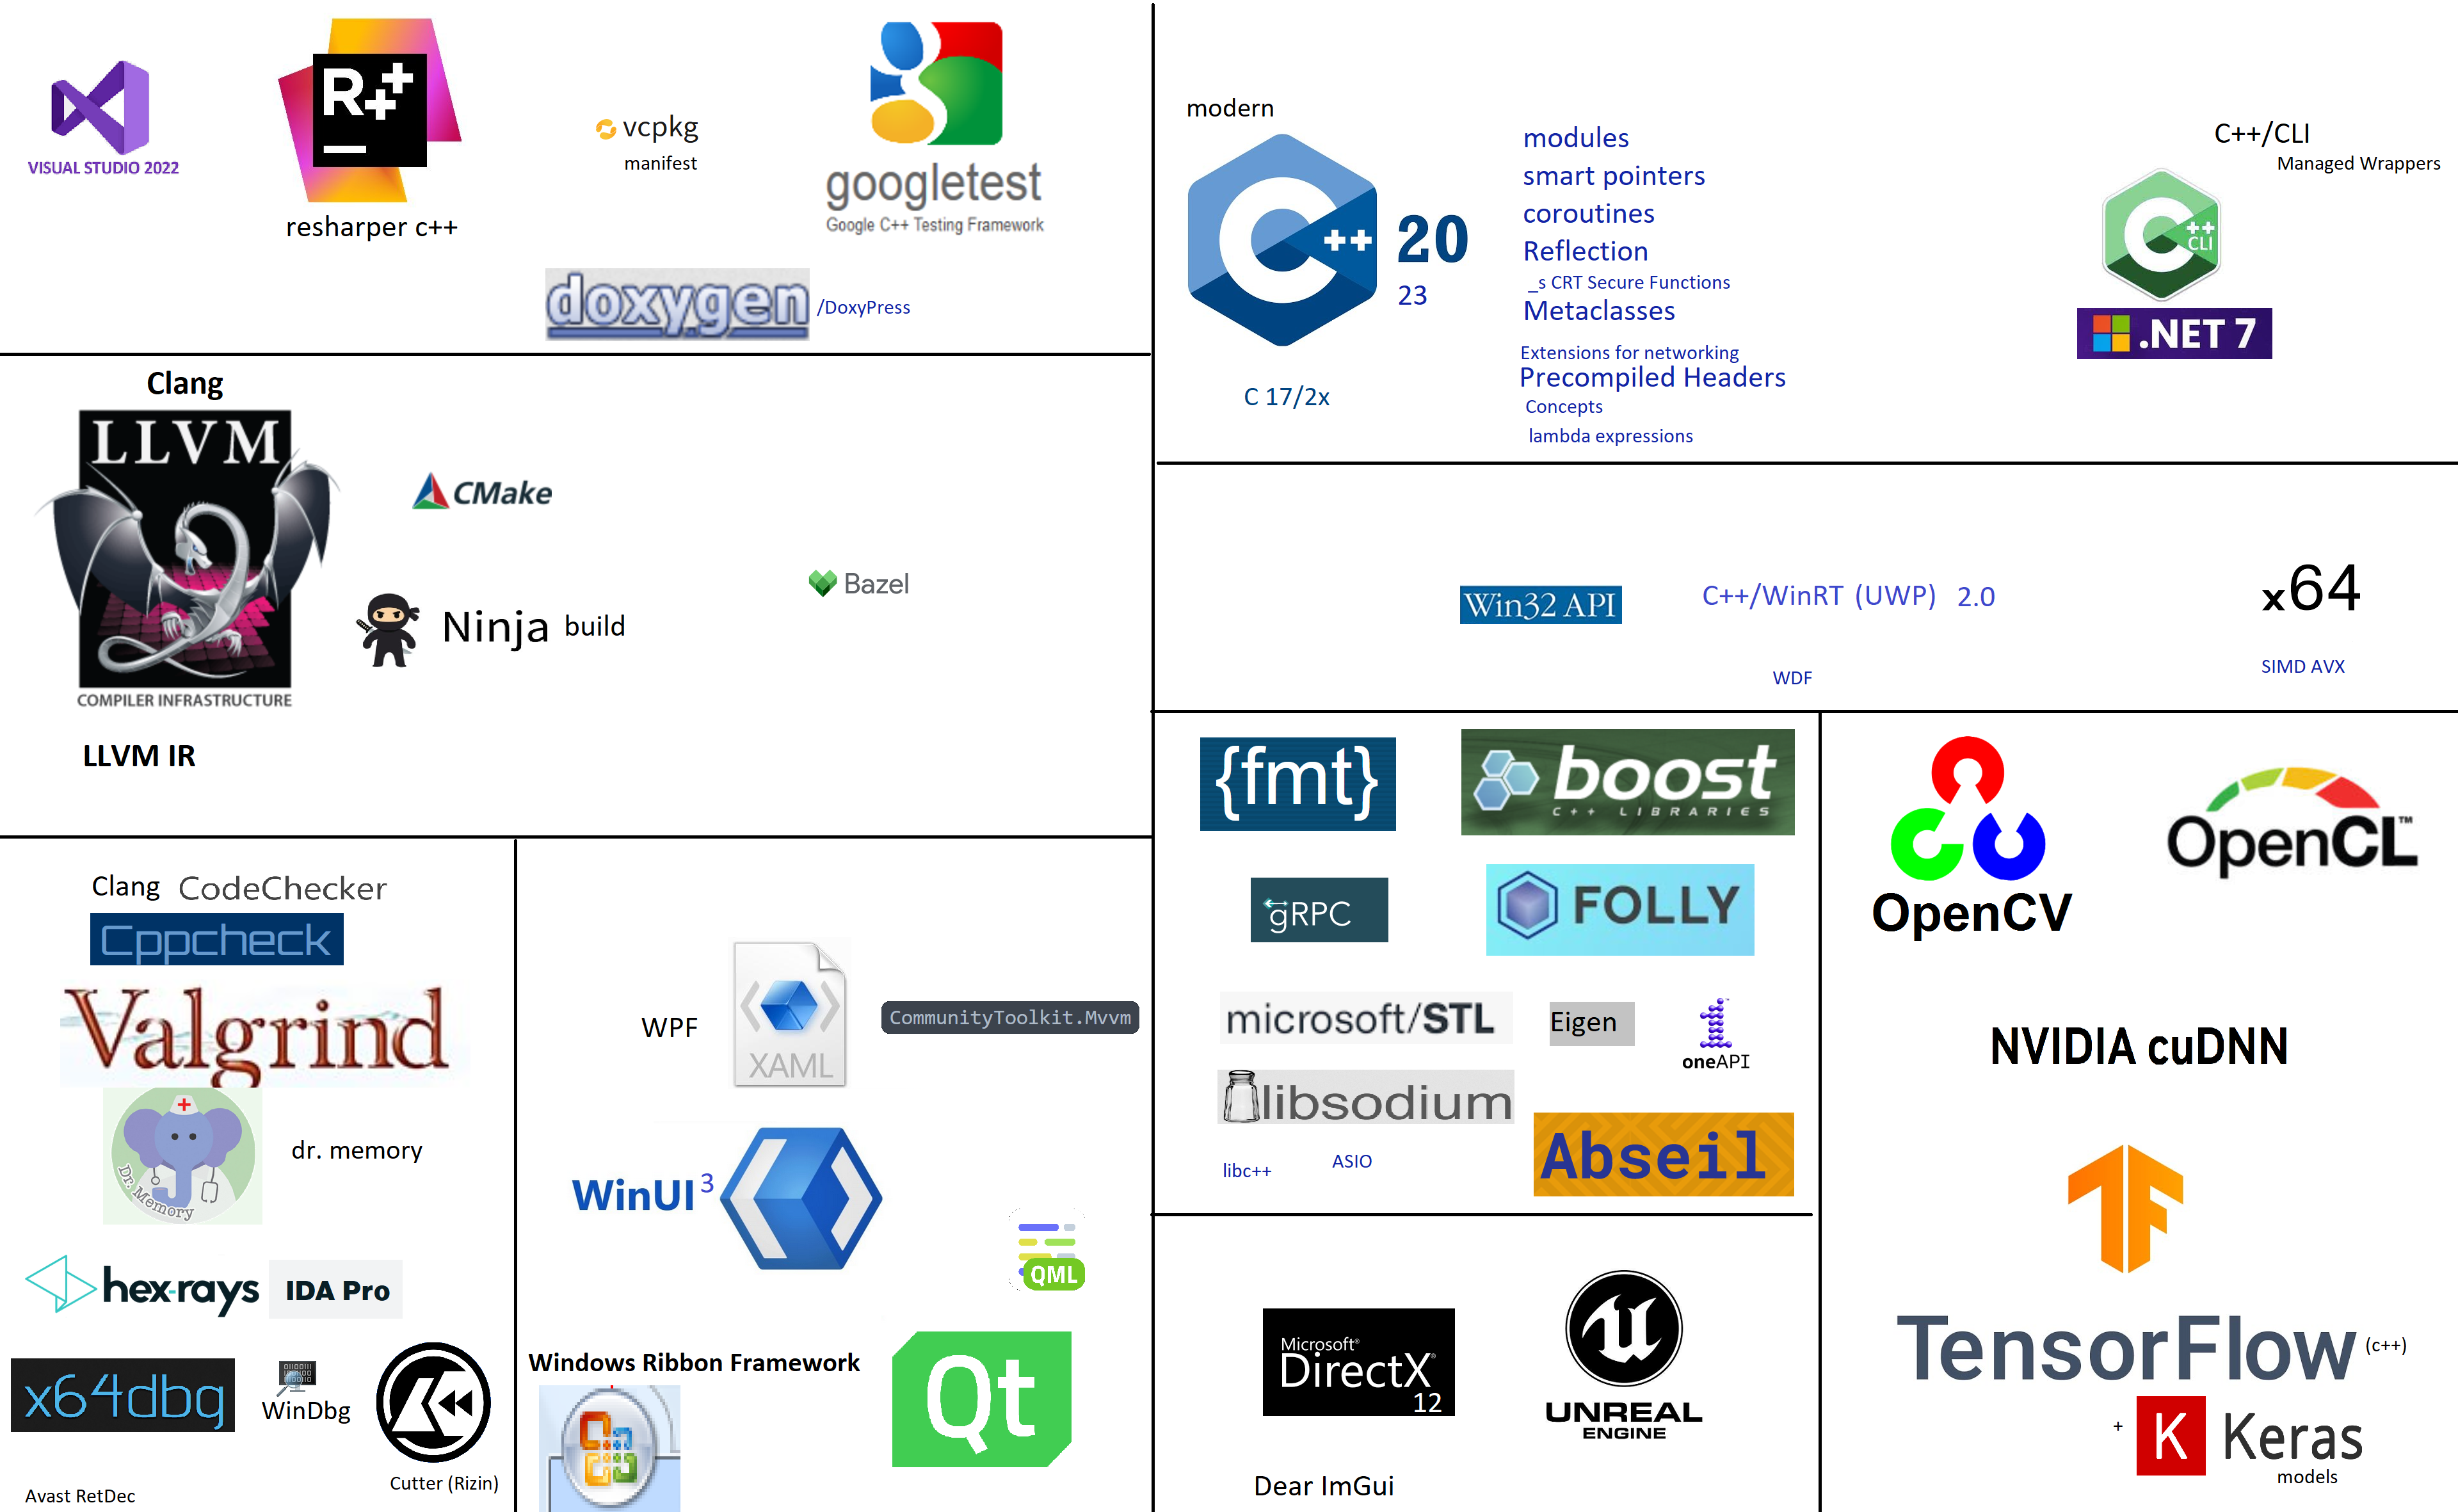 VISUAL STUDIO 2022
R++
resharper c++
vcpkg
manifest
googletest
Google C++ Testing Framework
doxygen
/DoxyPress
modern
C++
20
23
C 17/2x
modules
smart pointers
coroutines
Reflection
_s CRT Secure Functions
Metaclasses
Extensions for networking
Precompiled Headers
Concepts
lambda expressions
C++/CLI
Managed Wrappers
C++
CLI
.NET 7
Clang
LLVM
COMPILER INFRASTRUCTURE
LLVM IR
CMake
Ninja build
Bazel
Win32 API
C++/WinRT (UWP) 2.0
WDF
x64
SIMD AVX
Clang CodeChecker
Cppcheck
Valgrind
Dr. Memory
dr. memory
hex-rays
IDA Pro
x64dbg
WinDbg
Cutter (Rizin)
Avast RetDec
WPF
XAML
CommunityToolkit.Mvvm
WinUI 3
QML
Windows Ribbon Framework
Qt
{fmt}
boost
C++ LIBRARIES
gRPC
FOLLY
microsoft/STL
Eigen
oneAPI
libsodium
libc++
ASIO
Abseil
Microsoft®
DirectX®
12
UNREAL
ENGINE
Dear ImGui
OpenCV
OpenCL™
NVIDIA cuDNN
TensorFlow (c++)
+
K Keras
models